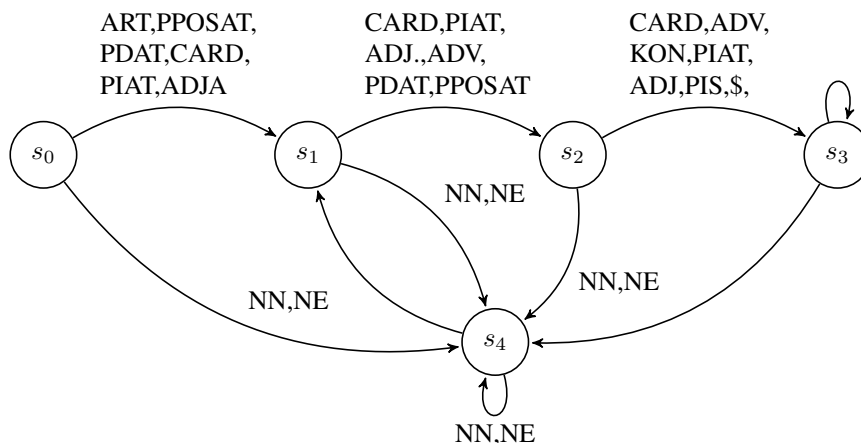 ART,PPOSAT,
PDAT,CARD,
PIAT,ADJA
CARD,PIAT,
ADJ.,ADV,
PDAT,PPOSAT
CARD,ADV,
KON,PIAT,
ADJ,PIS,$,
s0
s1
s2
s3
NN,NE
NN,NE
NN,NE
s4
NN,NE